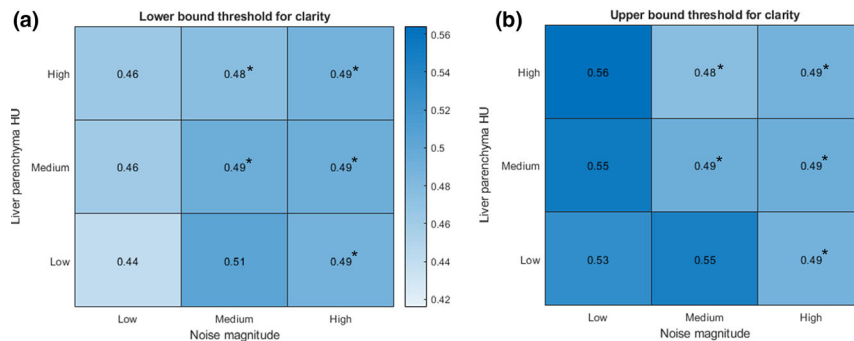 (a)
Lower bound threshold for clarity
Liver parenchyma HU
High
0.46
0.48*
0.49*
Medium
0.46
0.49*
0.49*
Low
0.44
0.51
0.49*
Low
Medium
High
Noise magnitude
0.56
0.54
0.52
0.5
0.48
0.46
0.44
0.42
(b)
Upper bound threshold for clarity
Liver parenchyma HU
High
0.56
0.48*
0.49*
Medium
0.55
0.49*
0.49*
Low
0.53
0.55
0.49*
Low
Medium
High
Noise magnitude